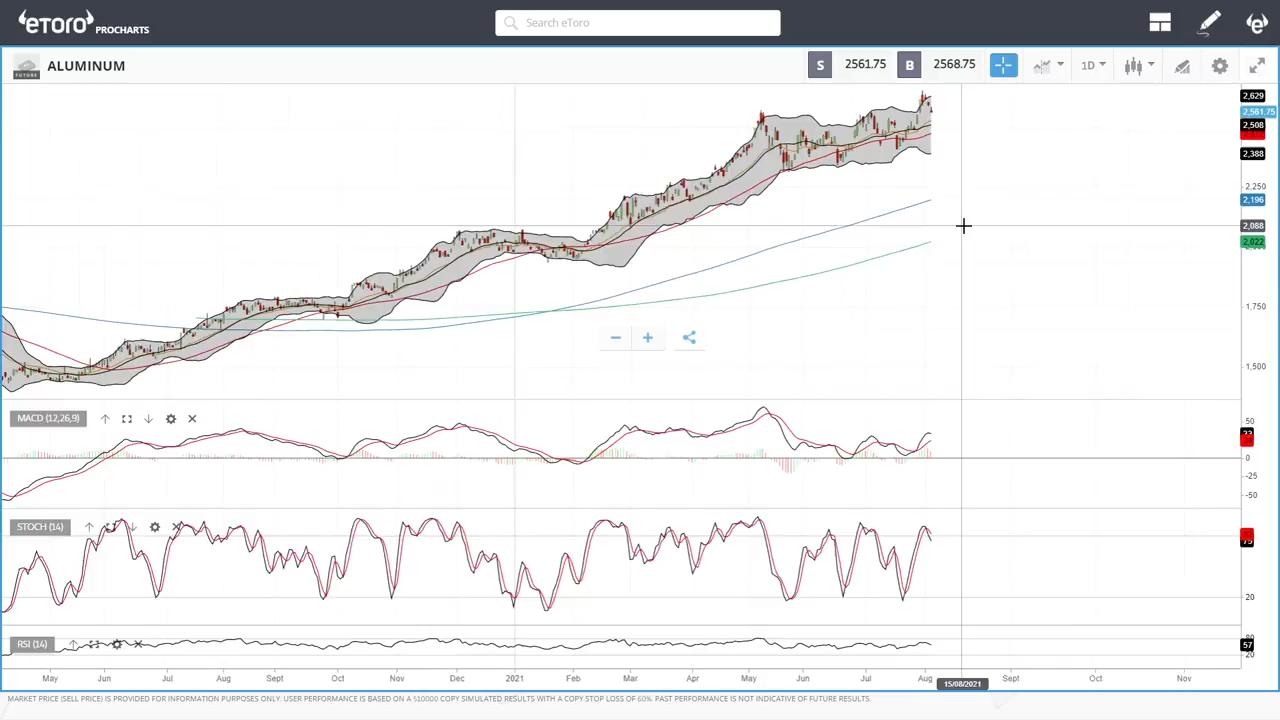 eToro PROCHARTS
Search eToro
FUTURE
ALUMINUM
S 2561.75 B 2568.75
1D
2,629
2,561.75
2,508
2,388
2,250
2,196
2,088
2,022
1,750
1,500
MACD (12,26,9)
50
0
-25
-50
STOCH (14)
20
RSI (14)
80
57
20
May Jun Jul Aug Sept Oct Nov Dec 2021 Feb Mar Apr May Jun Jul Aug Sept Oct Nov
15/08/2021
MARKET PRICE (SELL PRICE) IS PROVIDED FOR INFORMATION PURPOSES ONLY. USER PERFORMANCE IS BASED ON A $10000 COPY SIMULATED RESULTS WITH A COPY STOP LOSS OF 60%. PAST PERFORMANCE IS NOT INDICATIVE OF FUTURE RESULTS.